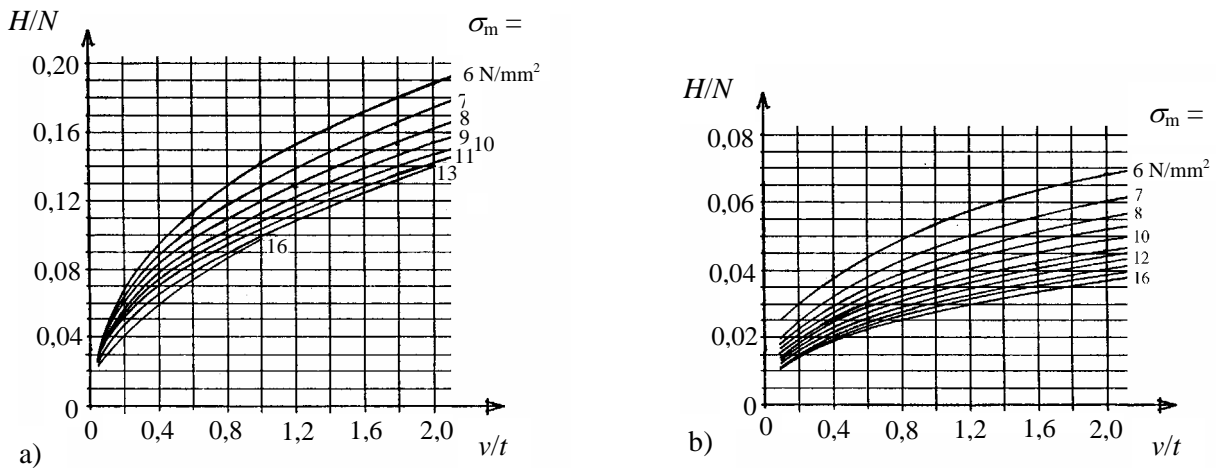 H/N
σm =
0,20
0,16
0,12
0,08
0,04
0
6 N/mm²
7
8
9 10
11
13
16
0 0,4 0,8 1,2 1,6 2,0
a)
v/t
H/N
σm =
0,08
0,06
0,04
0,02
0
6 N/mm²
7
8
10
12
16
0 0,4 0,8 1,2 1,6 2,0
b)
v/t